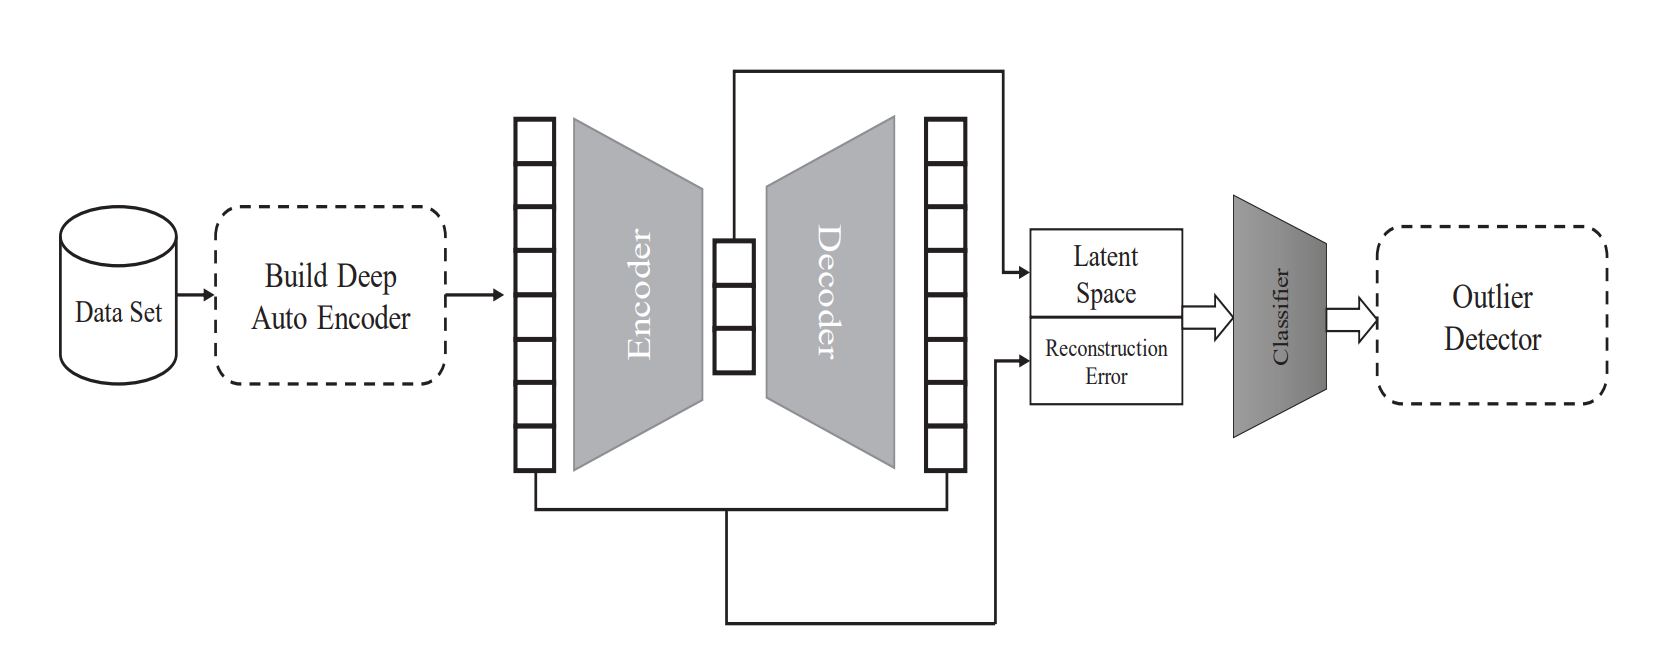 Data Set
Build Deep
Auto Encoder
Encoder
Decoder
Latent
Space
Reconstruction
Error
Classifier
Outlier
Detector